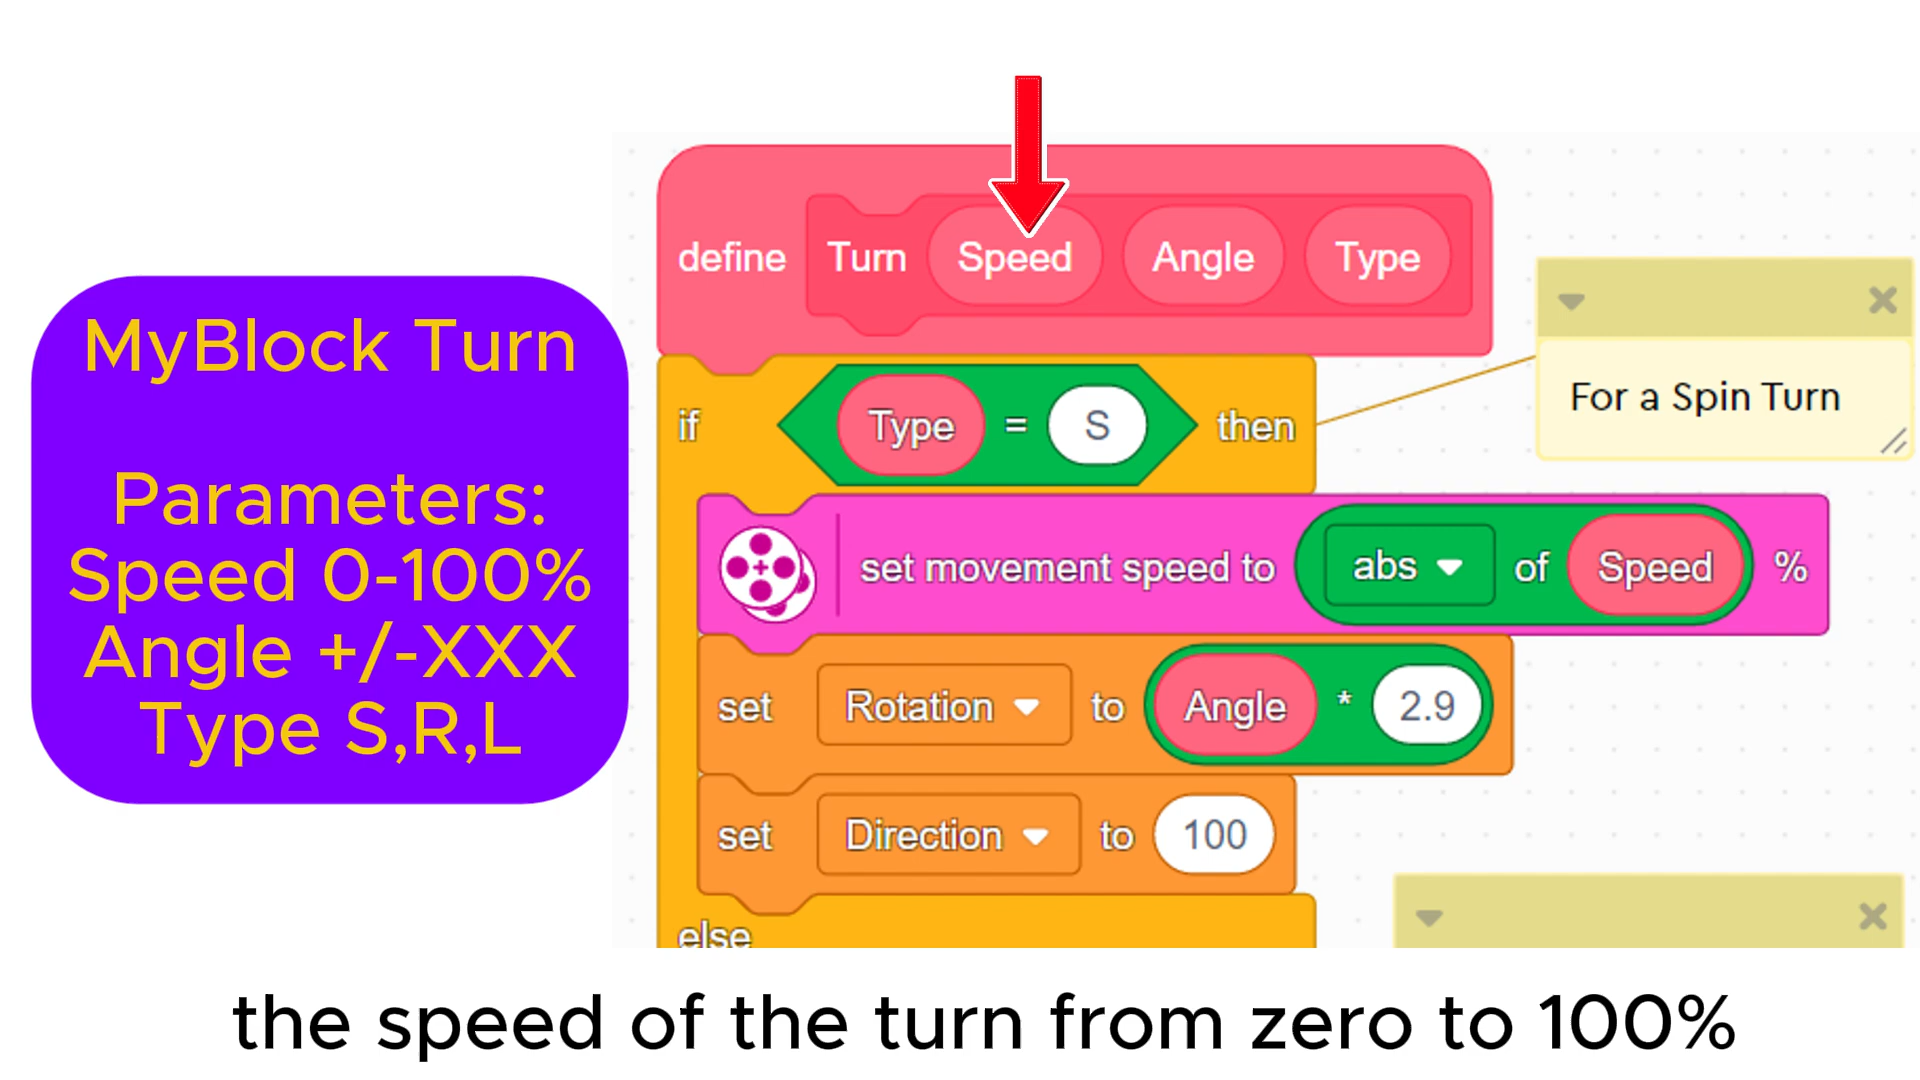 MyBlock Turn
Parameters:
Speed 0-100%
Angle +/-XXX
Type S,R,L
define Turn Speed Angle Type
if Type = S then
For a Spin Turn
set movement speed to abs of Speed %
set Rotation to Angle * 2.9
set Direction to 100
else
the speed of the turn from zero to 100%